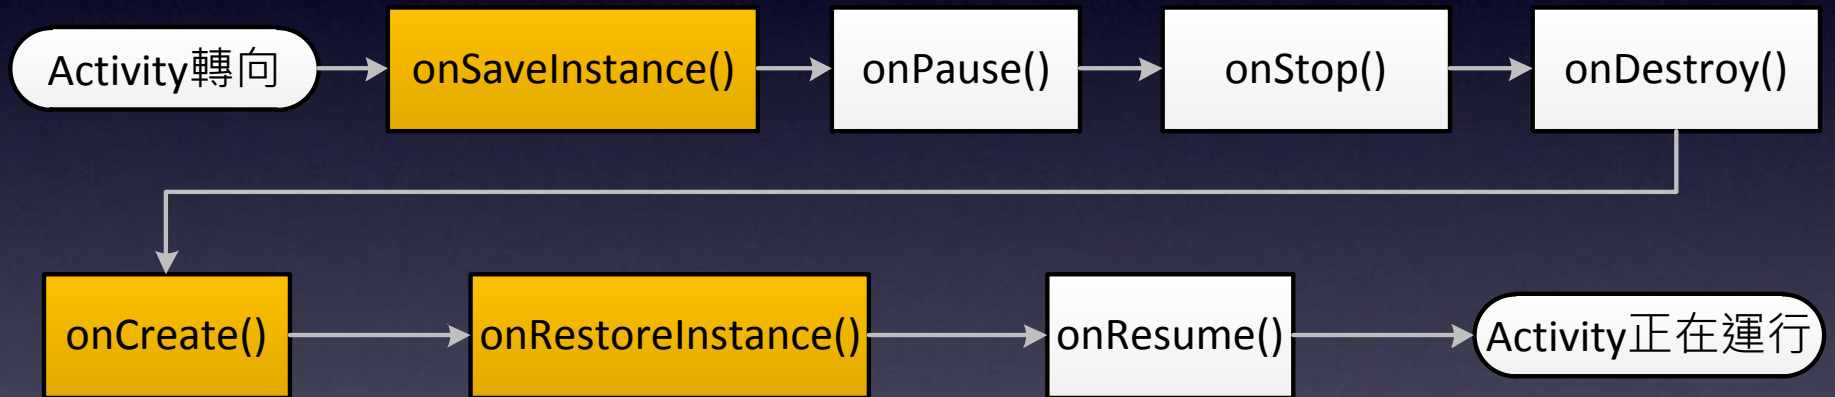 Activity轉向
onSaveInstance()
onPause()
onStop()
onDestroy()
onCreate()
onRestoreInstance()
onResume()
Activity正在運行